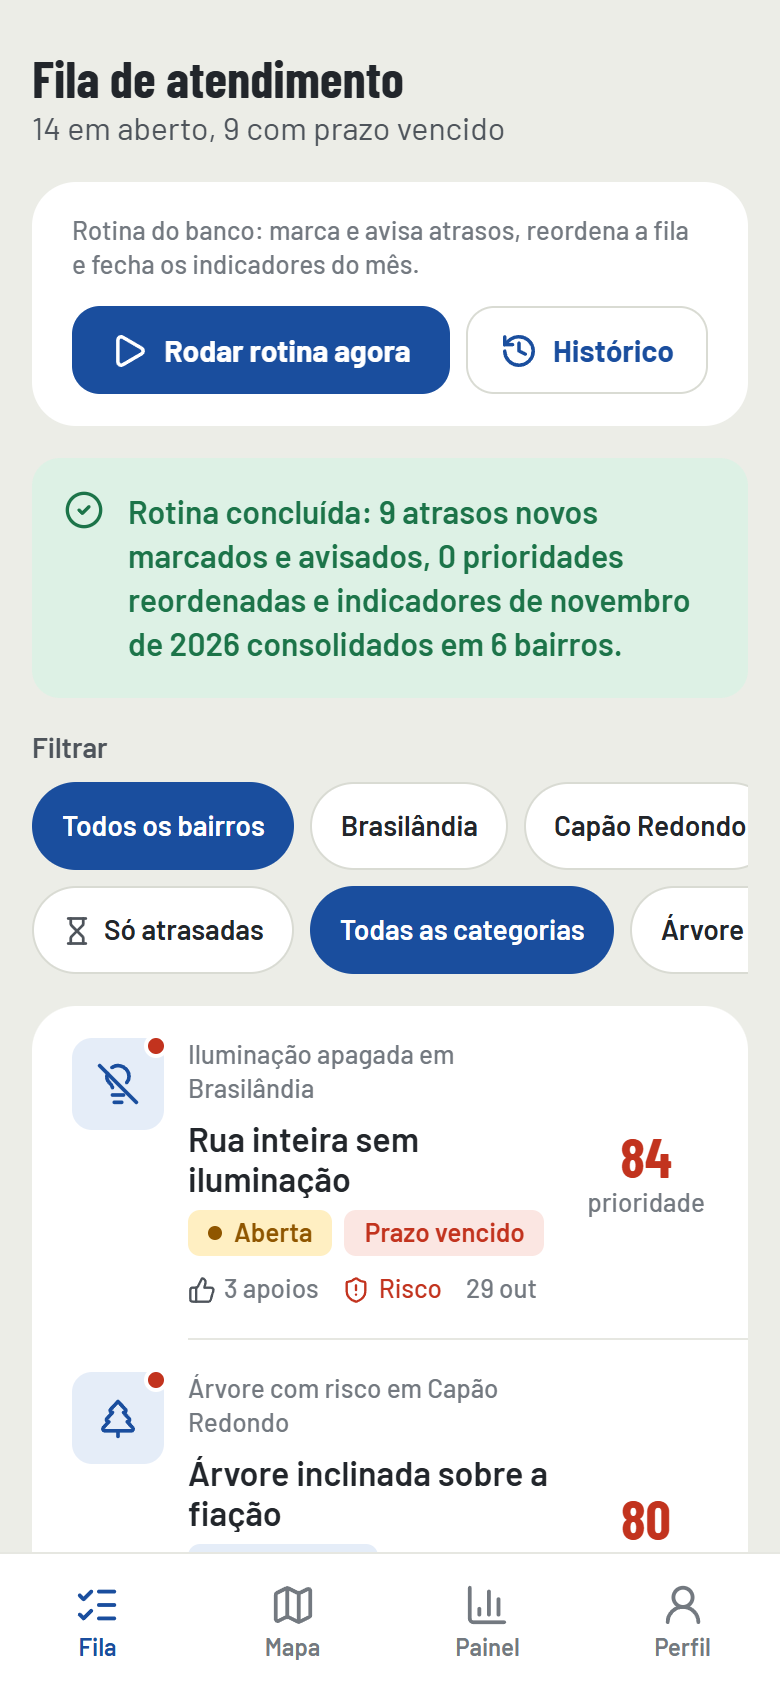 Fila de atendimento
14 em aberto, 9 com prazo vencido
Rotina do banco: marca e avisa atrasos, reordena a fila
e fecha os indicadores do mês.
Rodar rotina agora
Histórico
Rotina concluída: 9 atrasos novos
marcados e avisados, 0 prioridades
reordenadas e indicadores de novembro
de 2026 consolidados em 6 bairros.
Filtrar
Todos os bairros
Brasilândia
Capão Redondo
Só atrasadas
Todas as categorias
Árvore
Iluminação apagada em
Brasilândia
Rua inteira sem
iluminação
84
prioridade
Aberta
Prazo vencido
3 apoios
Risco
29 out
Árvore com risco em Capão
Redondo
Árvore inclinada sobre a
fiação
80
Fila
Mapa
Painel
Perfil